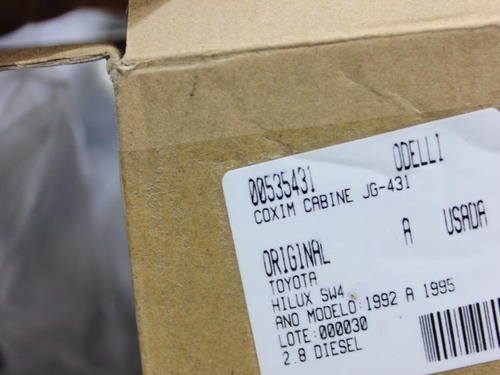 00535431 ODELLI
COXIM CABINE JG-431
ORIGINAL A USADA
TOYOTA
HILUX SW4
ANO MODELO:1992 A 1995
LOTE:000030
2.8 DIESEL